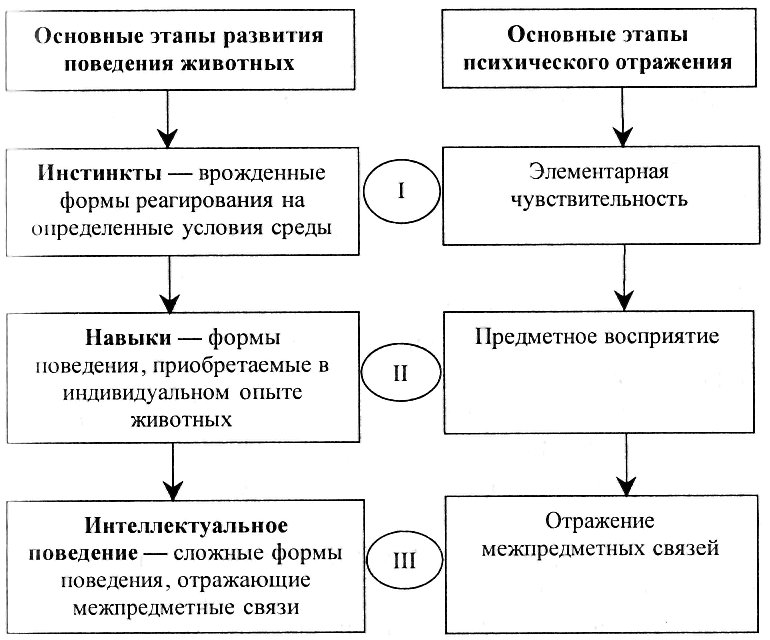 Основные этапы развития
поведения животных
Основные этапы
психического отражения
Инстинкты — врожденные
формы реагирования на
определенные условия среды
I
Элементарная
чувствительность
Навыки — формы
поведения, приобретаемые в
индивидуальном опыте
животных
II
Предметное восприятие
Интеллектуальное
поведение — сложные формы
поведения, отражающие
межпредметные связи
III
Отражение
межпредметных связей